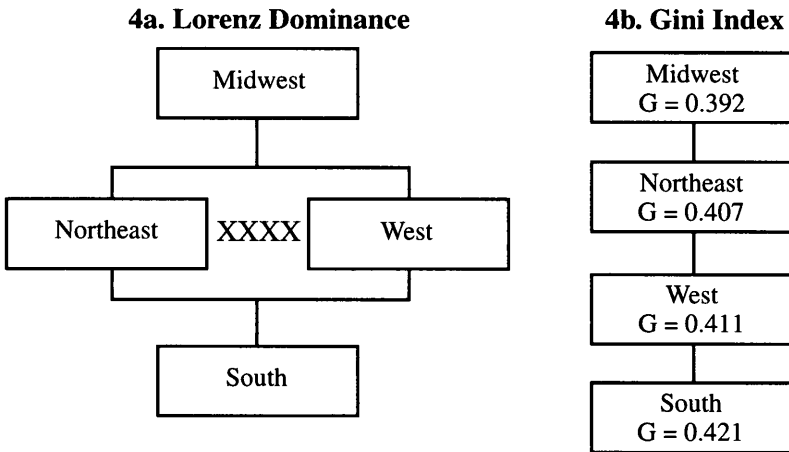 4a. Lorenz Dominance
Midwest
Northeast
XXXX
West
South
4b. Gini Index
Midwest
G = 0.392
Northeast
G = 0.407
West
G = 0.411
South
G = 0.421